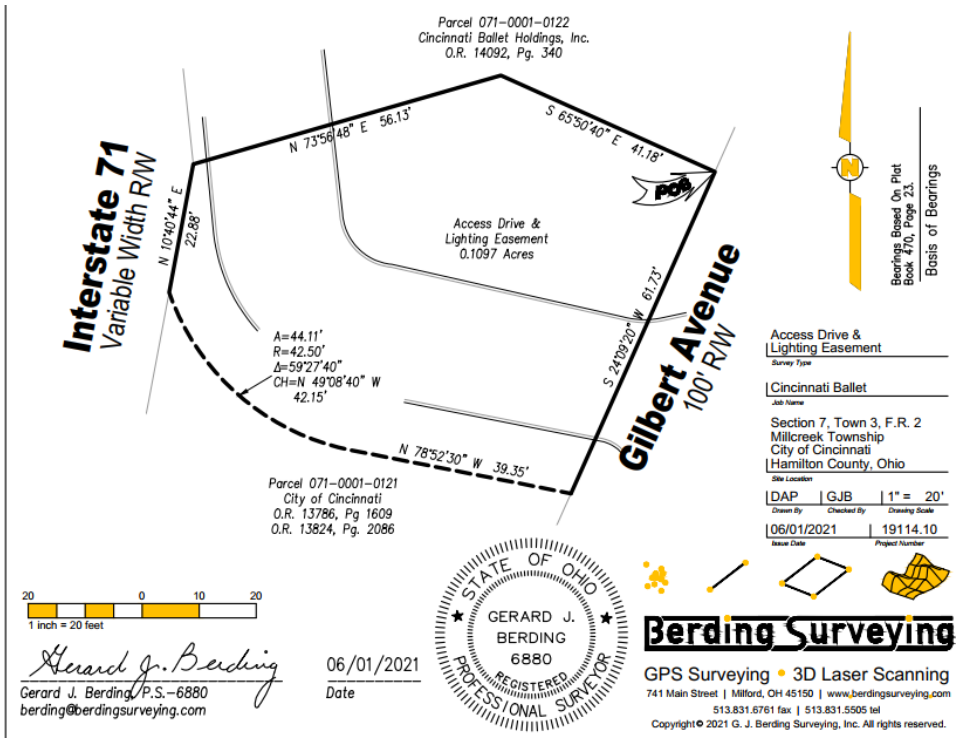 Parcel 071-0001-0122
Cincinnati Ballet Holdings, Inc.
O.R. 14092, Pg. 340
N 73°56'48" E 56.13'
S 65°50'40" E 41.18'
POB
Interstate 71
Variable Width R/W
N 10°40'44" E
22.88'
Access Drive &
Lighting Easement
0.1097 Acres
S 24°09'20" W 61.73'
Gilbert Avenue
100' R/W
A=44.11'
R=42.50'
Δ=59°27'40"
CH=N 49°08'40" W
42.15'
N 78°52'30" W 39.35'
Parcel 071-0001-0121
City of Cincinnati
O.R. 13786, Pg 1609
O.R. 13824, Pg. 2086
N
Bearings Based On Plat
Book 470, Page 23.
Basis of Bearings
Access Drive &
Lighting Easement
Survey Type
Cincinnati Ballet
Job Name
Section 7, Town 3, F.R. 2
Millcreek Township
City of Cincinnati
Hamilton County, Ohio
Site Location
DAP GJB 1" = 20'
Drawn By Checked By Drawing Scale
06/01/2021 19114.10
Issue Date Project Number
20 0 10 20
1 inch = 20 feet
Gerard J. Berding
06/01/2021
Gerard J. Berding, P.S.-6880
Date
berding@berdingsurveying.com
STATE OF OHIO
GERARD J.
BERDING
6880
REGISTERED
PROFESSIONAL SURVEYOR
Berding Surveying
GPS Surveying • 3D Laser Scanning
741 Main Street | Milford, OH 45150 | www.berdingsurveying.com
513.831.6761 fax | 513.831.5505 tel
Copyright © 2021 G. J. Berding Surveying, Inc. All rights reserved.